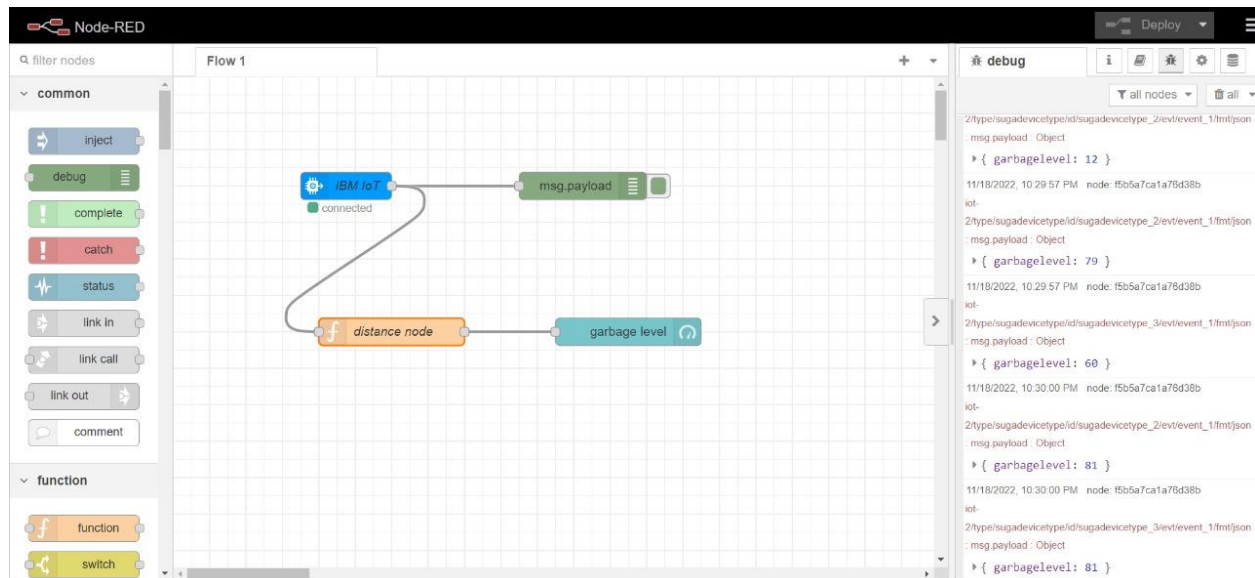 Node-RED
Deploy
filter nodes
Flow 1
debug
i
all nodes
all
common
inject
debug
complete
catch
status
link in
link call
link out
comment
function
function
switch
IBM IoT
connected
msg.payload
distance node
garbage level
2/type/sugadevicetype/id/sugadevicetype_2/evt/event_1/fmt/json
: msg.payload : Object
{ garbagelevel: 12 }
11/18/2022, 10:29:57 PM node: f5b5a7ca1a76d38b
iot-
2/type/sugadevicetype/id/sugadevicetype_2/evt/event_1/fmt/json
: msg.payload : Object
{ garbagelevel: 79 }
11/18/2022, 10:29:57 PM node: f5b5a7ca1a76d38b
iot-
2/type/sugadevicetype/id/sugadevicetype_3/evt/event_1/fmt/json
: msg.payload : Object
{ garbagelevel: 60 }
11/18/2022, 10:30:00 PM node: f5b5a7ca1a76d38b
iot-
2/type/sugadevicetype/id/sugadevicetype_2/evt/event_1/fmt/json
: msg.payload : Object
{ garbagelevel: 81 }
11/18/2022, 10:30:00 PM node: f5b5a7ca1a76d38b
iot-
2/type/sugadevicetype/id/sugadevicetype_3/evt/event_1/fmt/json
: msg.payload : Object
{ garbagelevel: 81 }